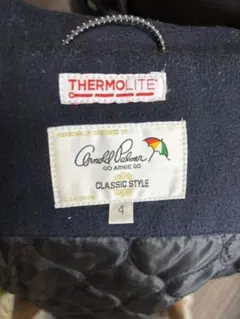 THERMOLITE®
Arnold Palmer
GO ARNIE GO
CLASSIC STYLE
4